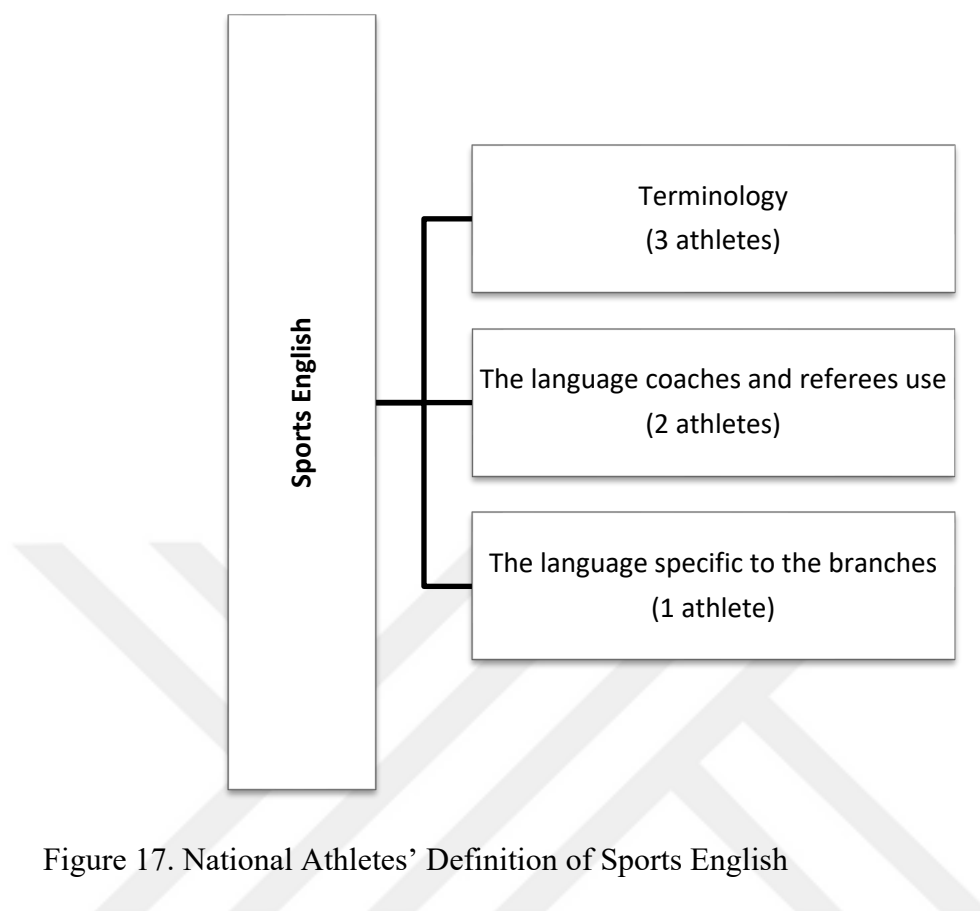 Sports English
Terminology
(3 athletes)
The language coaches and referees use
(2 athletes)
The language specific to the branches
(1 athlete)
Figure 17. National Athletes’ Definition of Sports English